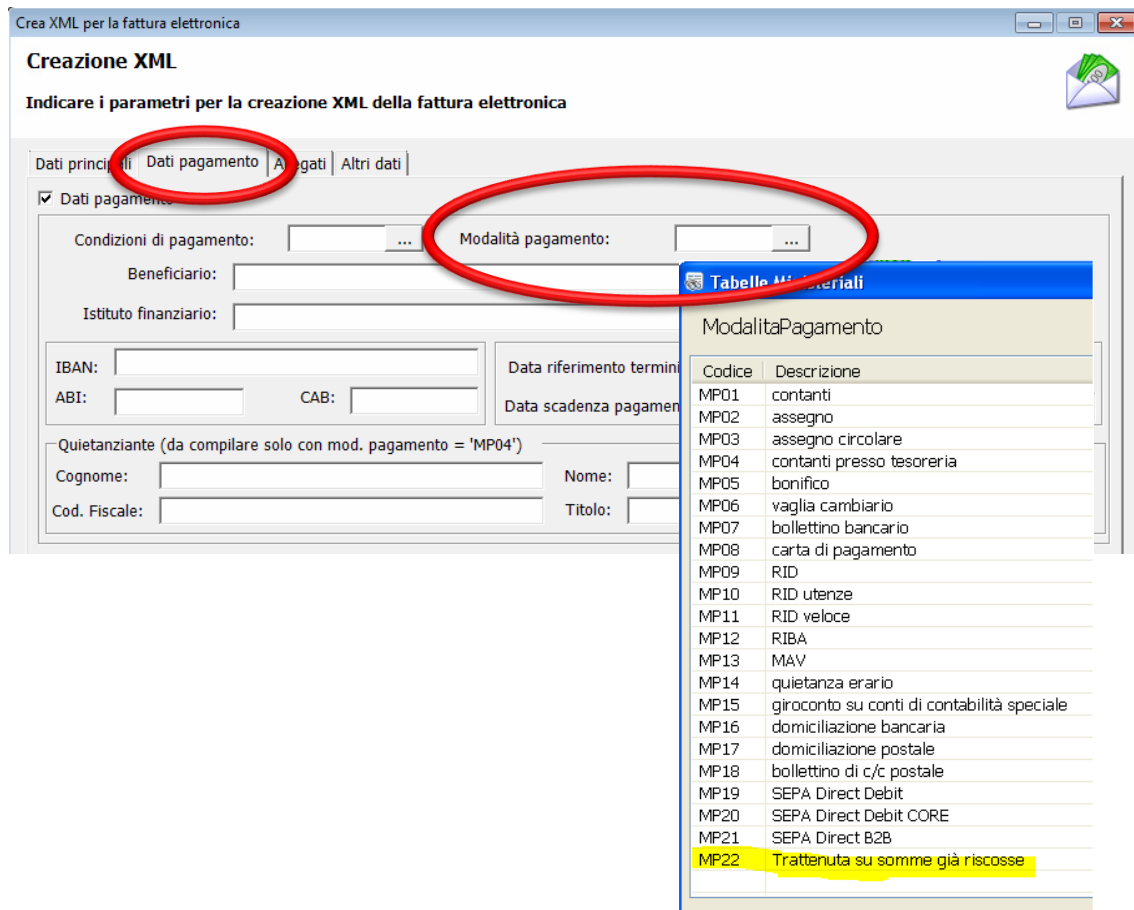 Crea XML per la fattura elettronica
Creazione XML
Indicare i parametri per la creazione XML della fattura elettronica
Dati principali Dati pagamento Allegati Altri dati
Dati pagamento
Condizioni di pagamento: ... Modalità pagamento: ...
Beneficiario:
Istituto finanziario:
IBAN:
ABI: CAB:
Data riferimento termini
Data scadenza pagamen
Quietanziante (da compilare solo con mod. pagamento = 'MP04')
Cognome: Nome:
Cod. Fiscale: Titolo:
Tabelle Ministeriali
ModalitaPagamento
Codice Descrizione
MP01 contanti
MP02 assegno
MP03 assegno circolare
MP04 contanti presso tesoreria
MP05 bonifico
MP06 vaglia cambiario
MP07 bollettino bancario
MP08 carta di pagamento
MP09 RID
MP10 RID utenze
MP11 RID veloce
MP12 RIBA
MP13 MAV
MP14 quietanza erario
MP15 giroconto su conti di contabilità speciale
MP16 domiciliazione bancaria
MP17 domiciliazione postale
MP18 bollettino di c/c postale
MP19 SEPA Direct Debit
MP20 SEPA Direct Debit CORE
MP21 SEPA Direct B2B
MP22 Trattenuta su somme già riscosse